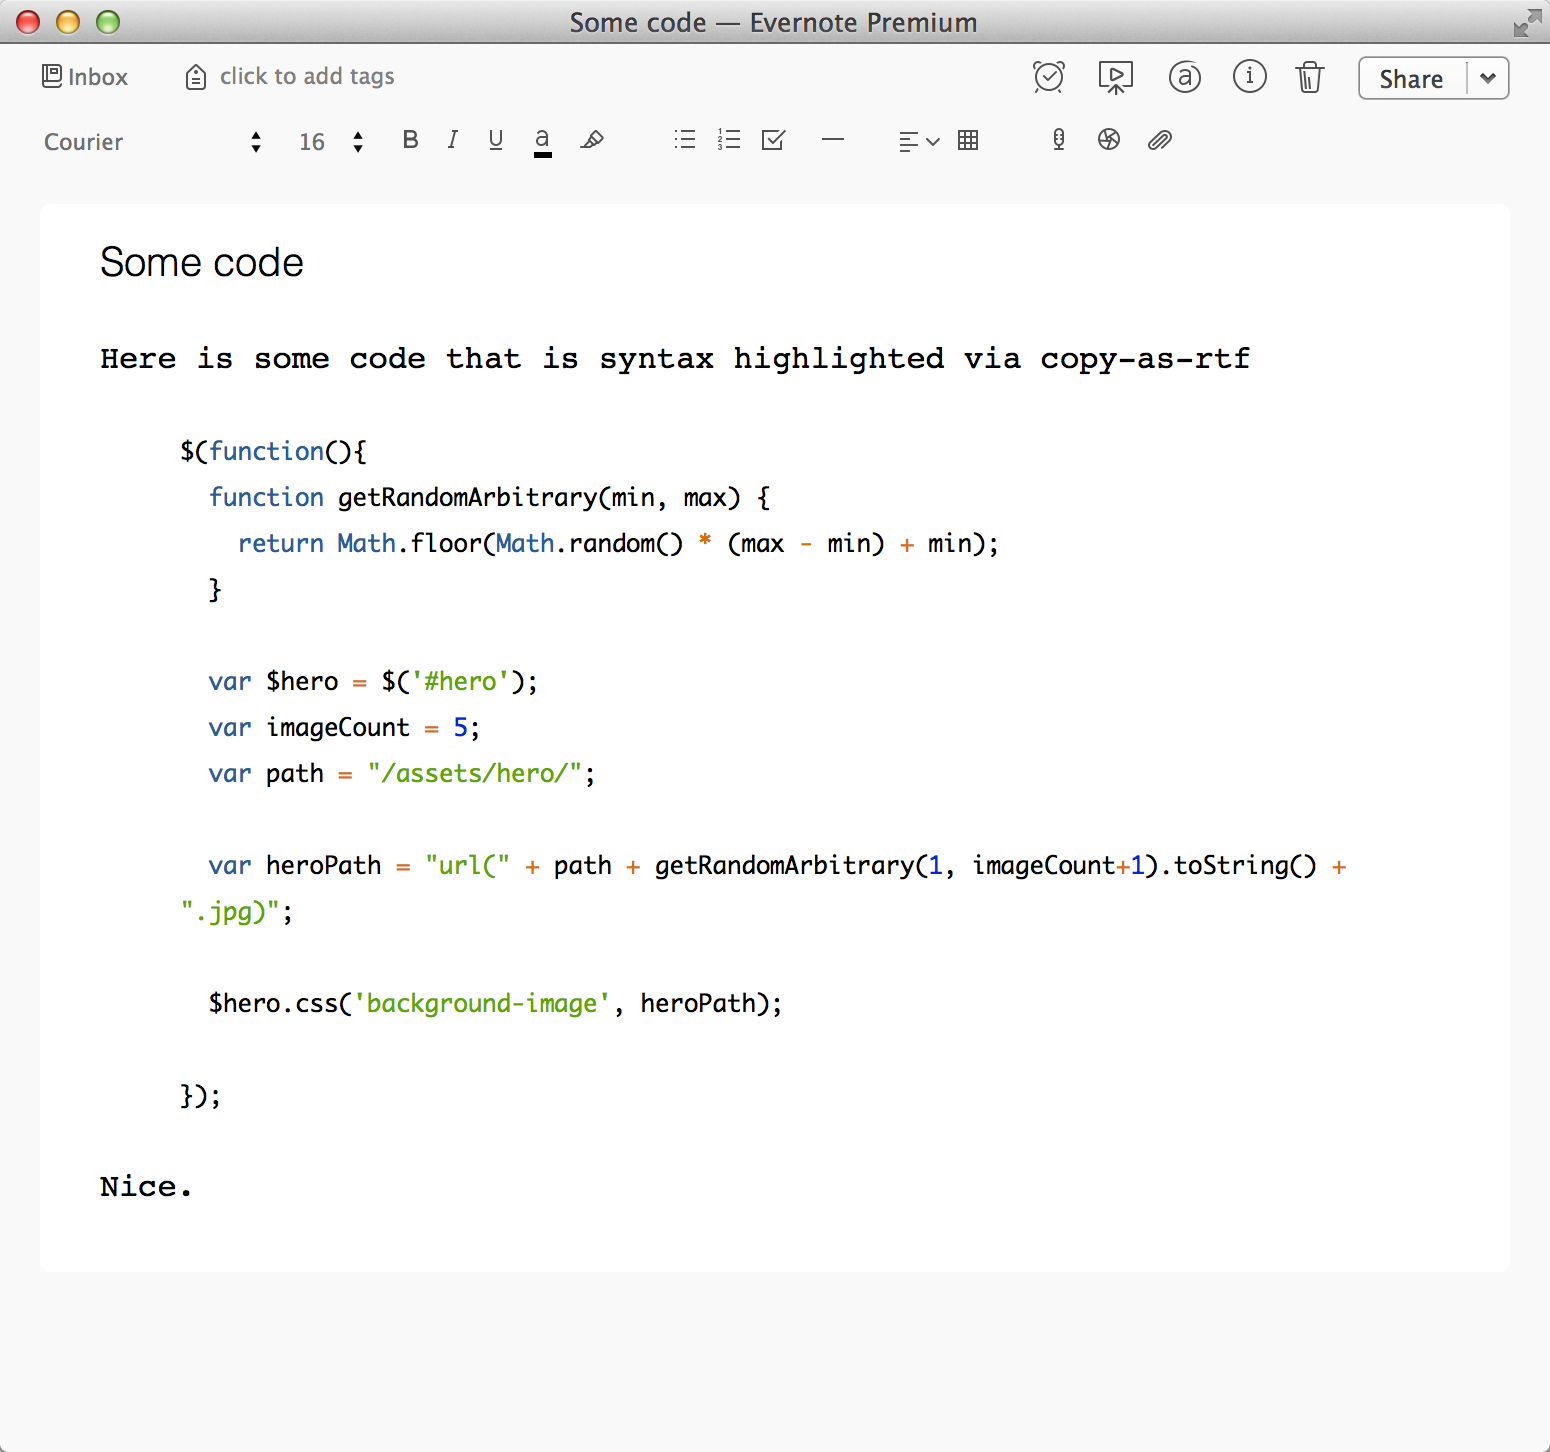 Some code — Evernote Premium
Inbox click to add tags Share
Courier 16 B I U a
Some code
Here is some code that is syntax highlighted via copy-as-rtf
$(function(){
  function getRandomArbitrary(min, max) {
    return Math.floor(Math.random() * (max - min) + min);
  }
  var $hero = $('#hero');
  var imageCount = 5;
  var path = "/assets/hero/";
  var heroPath = "url(" + path + getRandomArbitrary(1, imageCount+1).toString() +
".jpg)";
  $hero.css('background-image', heroPath);
});
Nice.